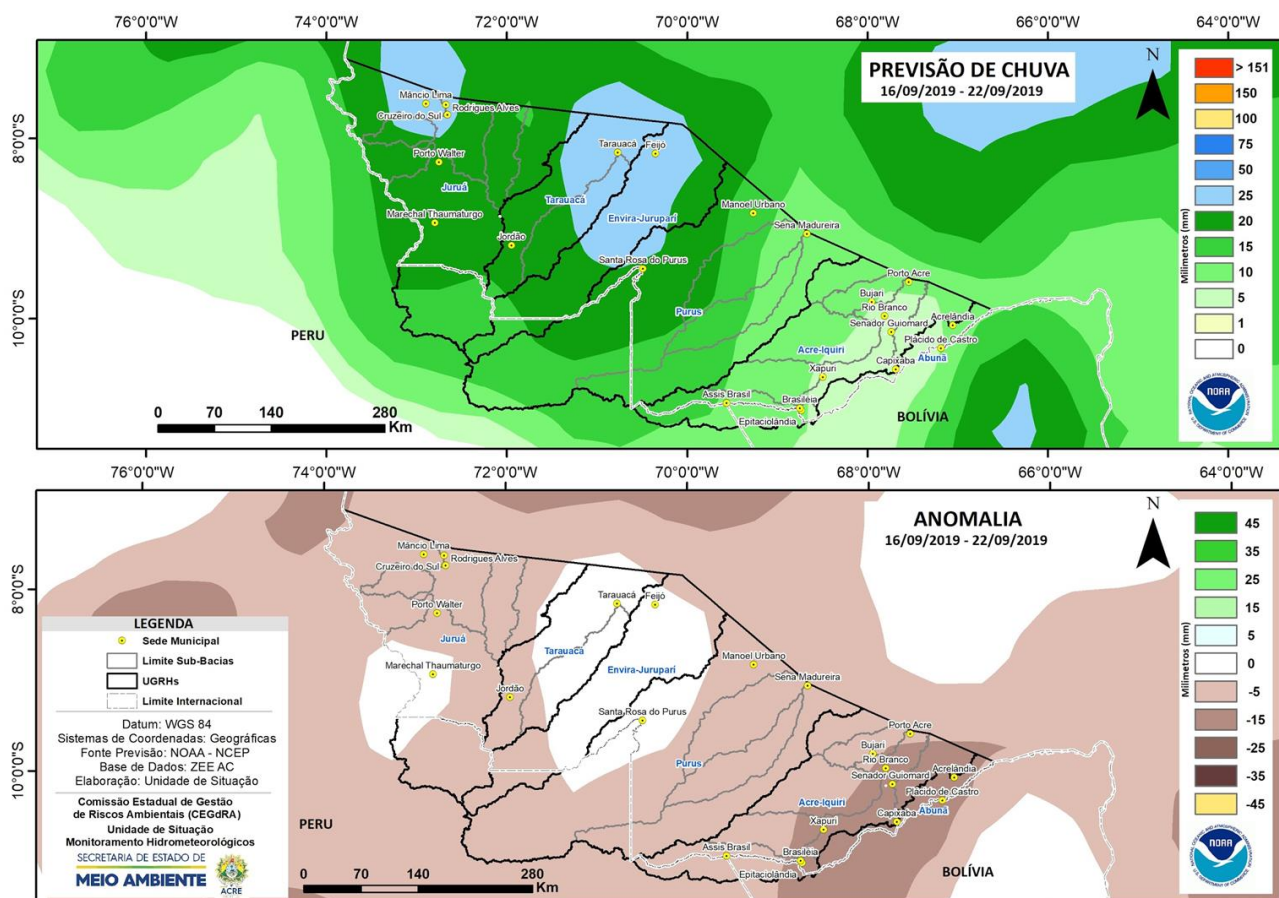 76°0'0"W 74°0'0"W 72°0'0"W 70°0'0"W 68°0'0"W 66°0'0"W 64°0'0"W
8°0'0"S
10°0'0"S
PREVISÃO DE CHUVA
16/09/2019 - 22/09/2019
N
Milímetros (mm)
> 151
150
100
75
50
25
20
15
10
5
1
0
NOAA
Mâncio Lima
Rodrigues Alves
Cruzeiro do Sul
Porto Walter
Juruá
Marechal Thaumaturgo
Jordão
Tarauacá
Feijó
Tarauacá
Envira-Jurupari
Santa Rosa do Purus
Manoel Urbano
Sena Madureira
Purus
Porto Acre
Bujari
Rio Branco
Senador Guiomard
Acrelândia
Plácido de Castro
Abunã
Acre-Iquiri
Capixaba
Xapuri
Assis Brasil
Brasiléia
Epitaciolândia
PERU
BOLÍVIA
0 70 140 280
Km
76°0'0"W 74°0'0"W 72°0'0"W 70°0'0"W 68°0'0"W 66°0'0"W 64°0'0"W
8°0'0"S
10°0'0"S
ANOMALIA
16/09/2019 - 22/09/2019
N
Milímetros (mm)
45
35
25
15
5
0
-5
-15
-25
-35
-45
NOAA
Mâncio Lima
Rodrigues Alves
Cruzeiro do Sul
Porto Walter
Juruá
Marechal Thaumaturgo
Jordão
Tarauacá
Feijó
Tarauacá
Envira-Jurupari
Santa Rosa do Purus
Manoel Urbano
Sena Madureira
Purus
Porto Acre
Bujari
Rio Branco
Senador Guiomard
Acrelândia
Plácido de Castro
Abunã
Acre-Iquiri
Capixaba
Xapuri
Assis Brasil
Brasiléia
Epitaciolândia
PERU
BOLÍVIA
0 70 140 280
Km
LEGENDA
Sede Municipal
Limite Sub-Bacias
UGRHs
Limite Internacional
Datum: WGS 84
Sistemas de Coordenadas: Geográficas
Fonte Previsão: NOAA - NCEP
Base de Dados: ZEE AC
Elaboração: Unidade de Situação
Comissão Estadual de Gestão
de Riscos Ambientais (CEGdRA)
Unidade de Situação
Monitoramento Hidrometeorológicos
SECRETARIA DE ESTADO DE
MEIO AMBIENTE
ACRE